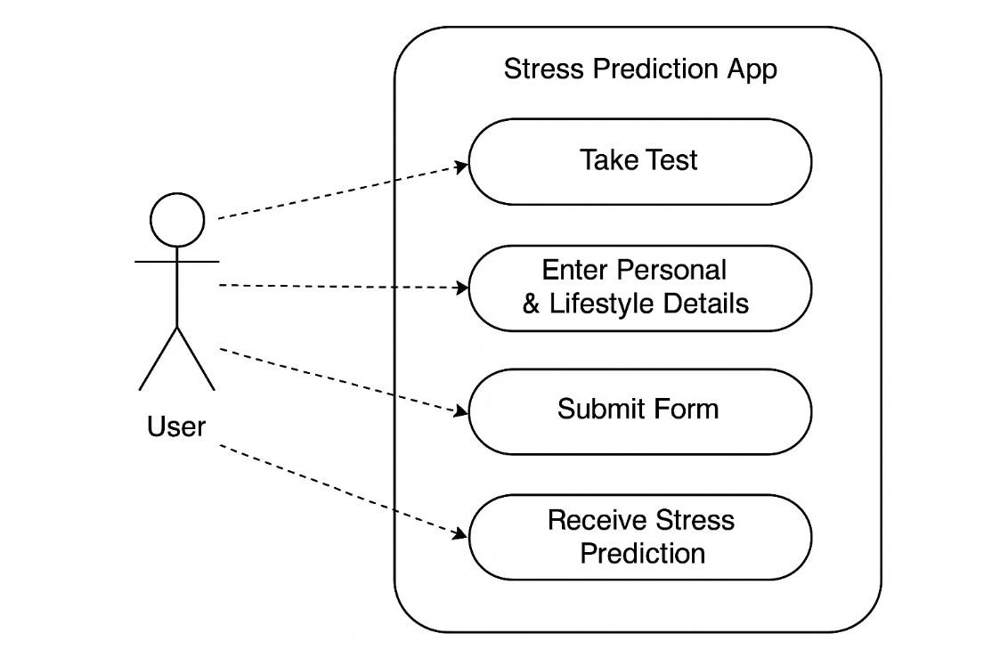 Stress Prediction App
Take Test
Enter Personal
& Lifestyle Details
Submit Form
Receive Stress
Prediction
User